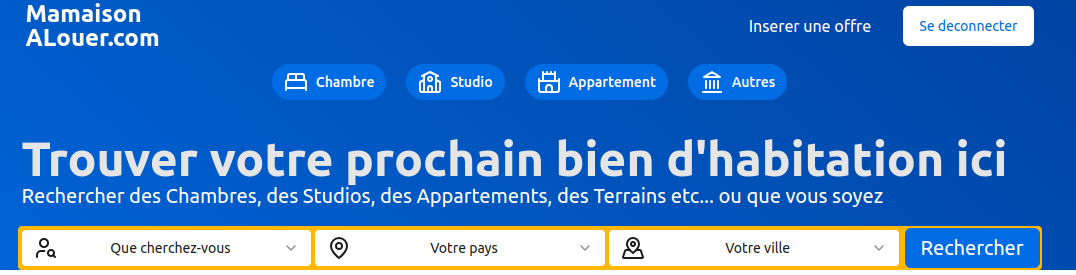 Mamaison
ALouer.com
Inserer une offre
Se deconnecter
Chambre
Studio
Appartement
Autres
Trouver votre prochain bien d'habitation ici
Rechercher des Chambres, des Studios, des Appartements, des Terrains etc... ou que vous soyez
Que cherchez-vous
Votre pays
Votre ville
Rechercher